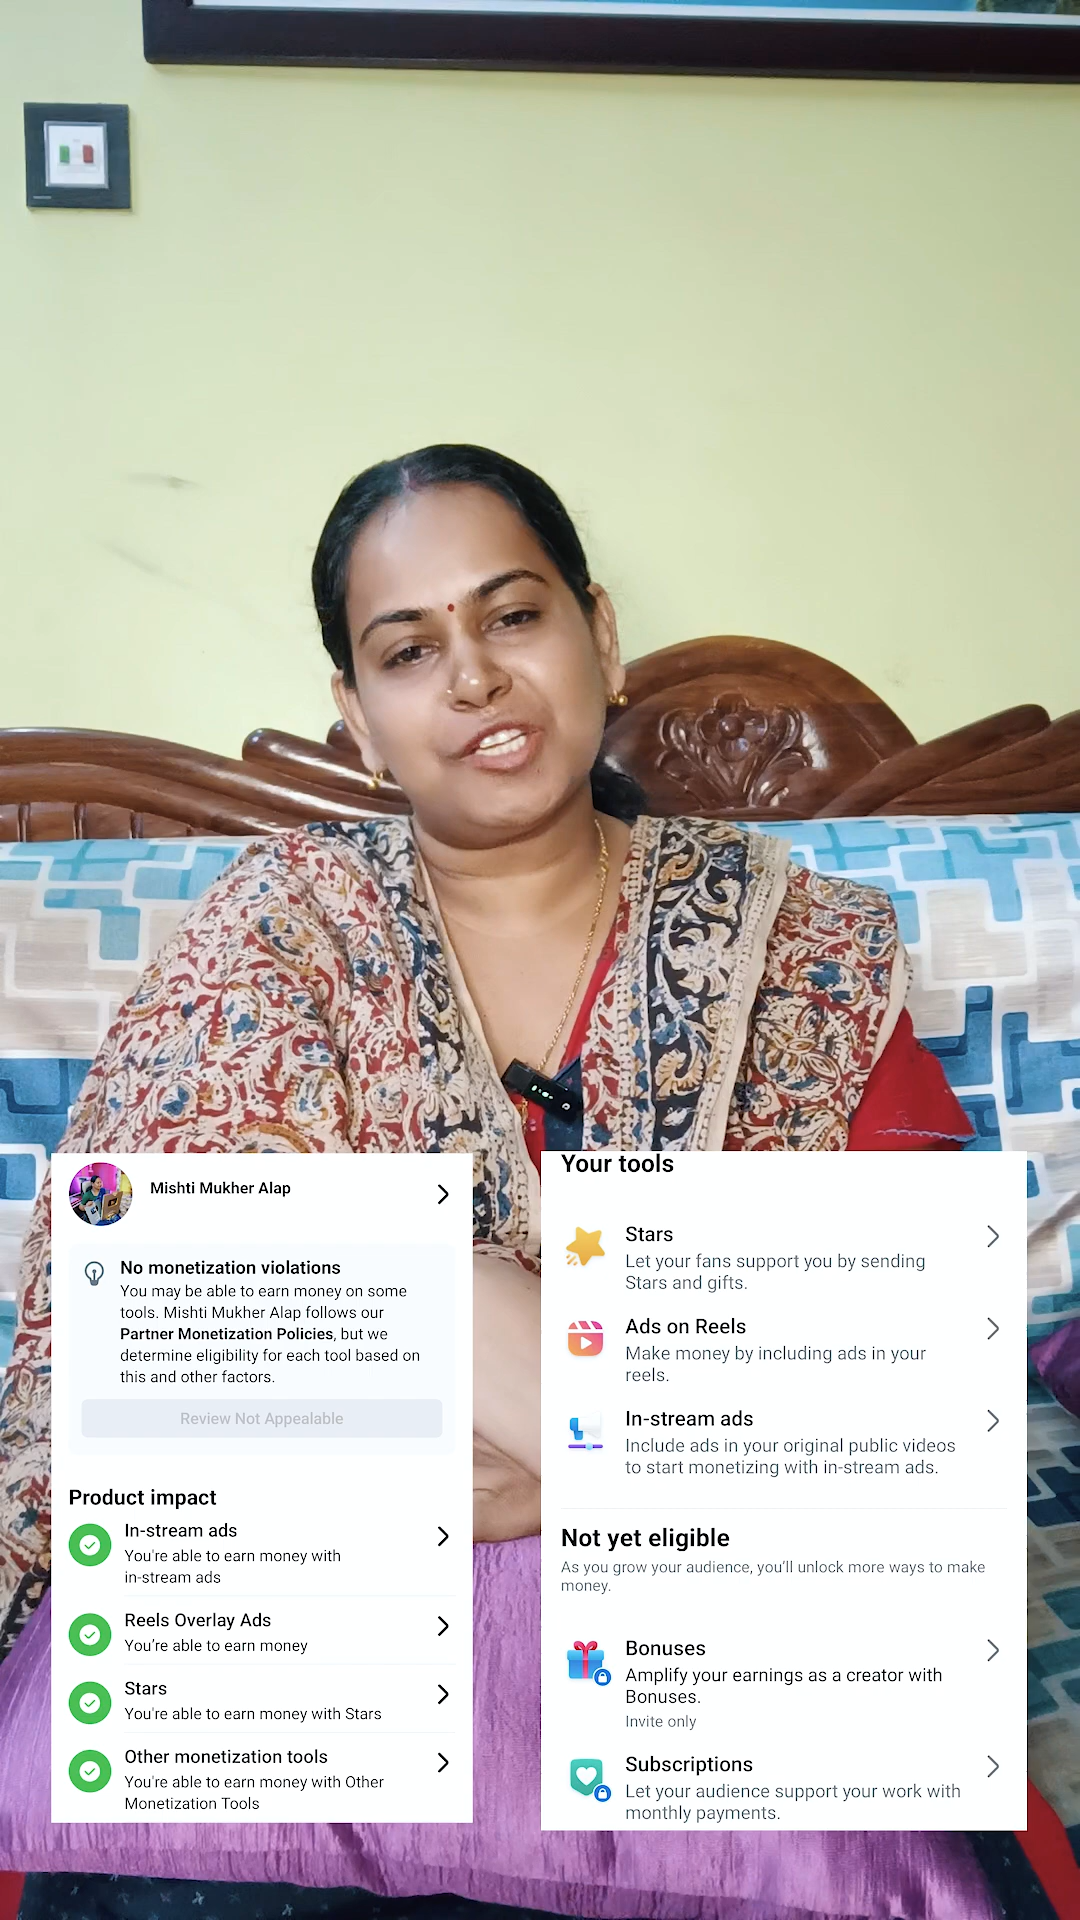 Mishti Mukher Alap
No monetization violations
You may be able to earn money on some
tools. Mishti Mukher Alap follows our
Partner Monetization Policies, but we
determine eligibility for each tool based on
this and other factors.
Review Not Appealable
Product impact
In-stream ads
You're able to earn money with
in-stream ads
Reels Overlay Ads
You're able to earn money
Stars
You're able to earn money with Stars
Other monetization tools
You're able to earn money with Other
Monetization Tools
Your tools
Stars
Let your fans support you by sending
Stars and gifts.
Ads on Reels
Make money by including ads in your
reels.
In-stream ads
Include ads in your original public videos
to start monetizing with in-stream ads.
Not yet eligible
As you grow your audience, you'll unlock more ways to make
money.
Bonuses
Amplify your earnings as a creator with
Bonuses.
Invite only
Subscriptions
Let your audience support your work with
monthly payments.